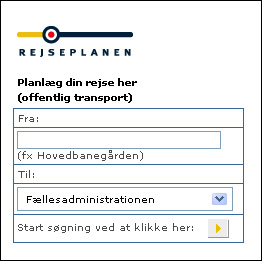 REJSEPLANEN
Planlæg din rejse her
(offentlig transport)
Fra:
(fx Hovedbanegården)
Til:
Fællesadministrationen
Start søgning ved at klikke her: